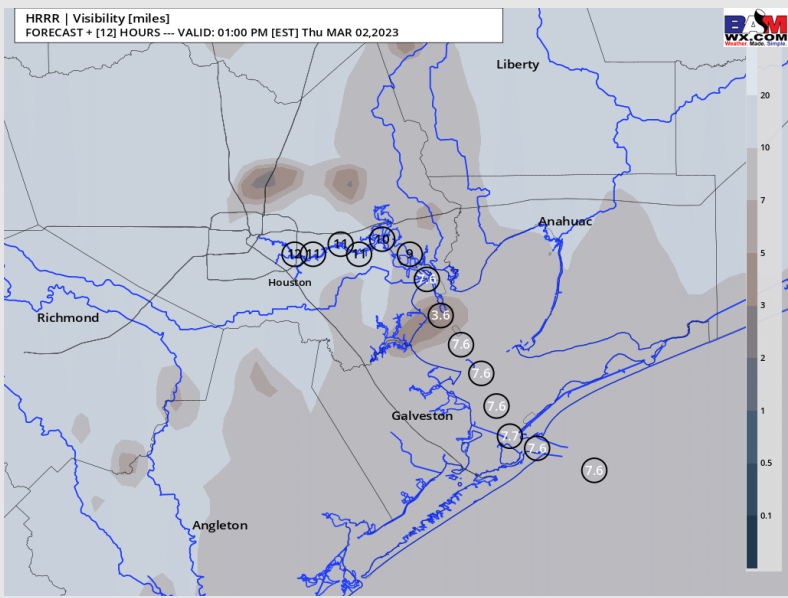 HRRR | Visibility [miles]
FORECAST + [12] HOURS --- VALID: 01:00 PM [EST] Thu MAR 02,2023
BAM
WX.COM
Weather. Made. Simple.
Liberty
20
10
7
5
3
2
1
0.5
0.1
Anahuac
12
11
11
11
10
9
7.6
Houston
Richmond
3.6
7.6
7.6
7.6
Galveston
7.7
7.6
7.6
Angleton